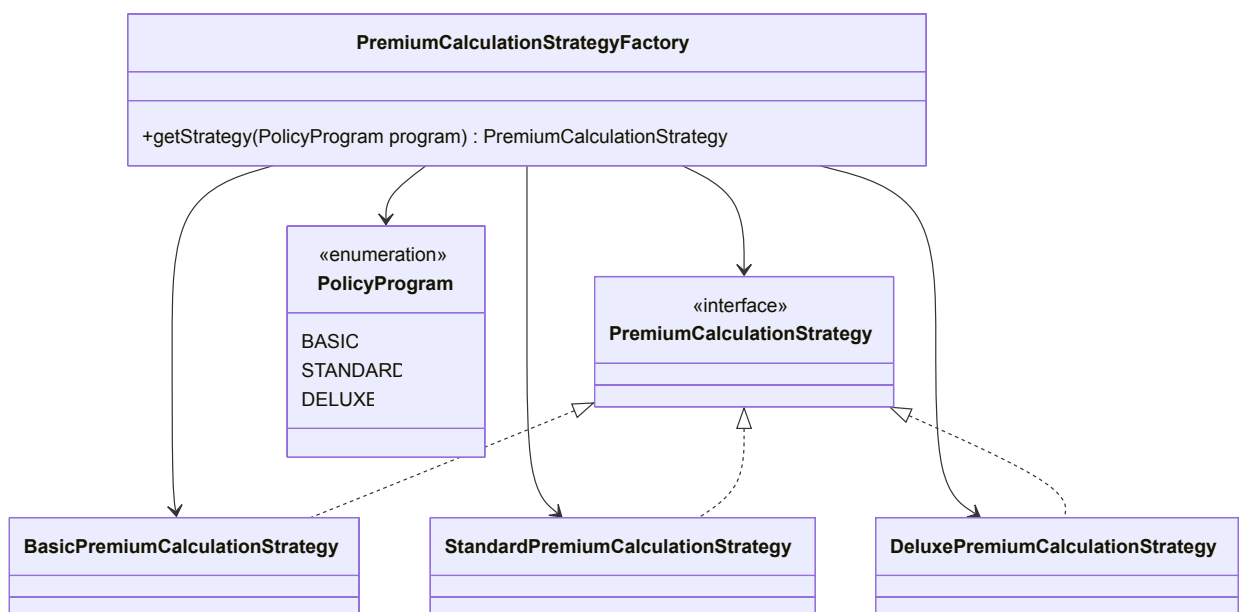 PremiumCalculationStrategyFactory
+getStrategy(PolicyProgram program) : PremiumCalculationStrategy
«enumeration»
PolicyProgram
BASIC
STANDARD
DELUXE
«interface»
PremiumCalculationStrategy
BasicPremiumCalculationStrategy
StandardPremiumCalculationStrategy
DeluxePremiumCalculationStrategy